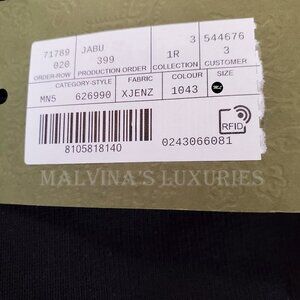 71789 JABU 3 544676
020 399 1R 3
ORDER-ROW PRODUCTION ORDER COLLECTION CUSTOMER
CATEGORY-STYLE FABRIC COLOUR SIZE
MN5 626990 XJENZ 1043
8105818140
RFID
0243066081
MALVINA'S LUXURIES